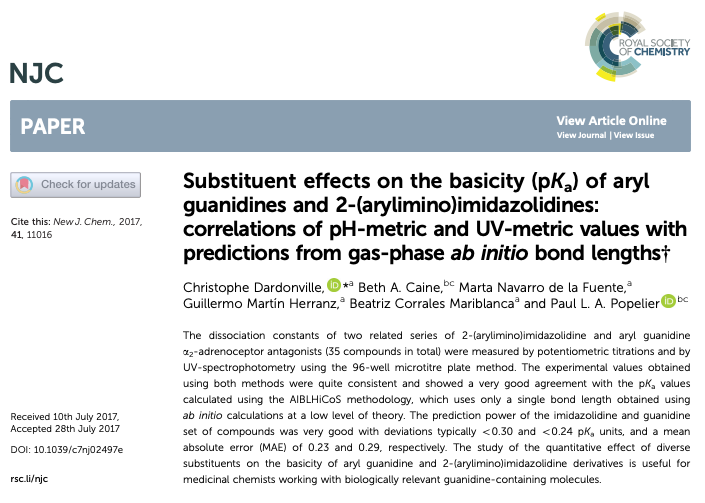 ROYAL SOCIETY
OF CHEMISTRY
NJC
PAPER
View Article Online
View Journal | View Issue
Check for updates
Cite this: New J. Chem., 2017,
41, 11016
Received 10th July 2017,
Accepted 28th July 2017
DOI: 10.1039/c7nj02497e
rsc.li/njc
Substituent effects on the basicity (pKa) of aryl
guanidines and 2-(arylimino)imidazolidines:
correlations of pH-metric and UV-metric values with
predictions from gas-phase ab initio bond lengths†
Christophe Dardonville, iD *a Beth A. Caine,bc Marta Navarro de la Fuente,a
Guillermo Martín Herranz,a Beatriz Corrales Mariblancaa and Paul L. A. Popelier iD bc
The dissociation constants of two related series of 2-(arylimino)imidazolidine and aryl guanidine
α2-adrenoceptor antagonists (35 compounds in total) were measured by potentiometric titrations and by
UV-spectrophotometry using the 96-well microtitre plate method. The experimental values obtained
using both methods were quite consistent and showed a very good agreement with the pKa values
calculated using the AIBLHiCoS methodology, which uses only a single bond length obtained using
ab initio calculations at a low level of theory. The prediction power of the imidazolidine and guanidine
set of compounds was very good with deviations typically <0.30 and <0.24 pKa units, and a mean
absolute error (MAE) of 0.23 and 0.29, respectively. The study of the quantitative effect of diverse
substituents on the basicity of aryl guanidine and 2-(arylimino)imidazolidine derivatives is useful for
medicinal chemists working with biologically relevant guanidine-containing molecules.